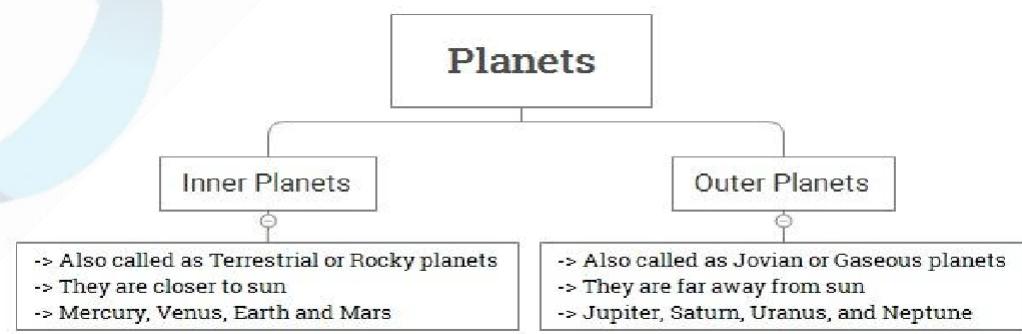 Planets
Inner Planets
Outer Planets
-> Also called as Terrestrial or Rocky planets
-> They are closer to sun
-> Mercury, Venus, Earth and Mars
-> Also called as Jovian or Gaseous planets
-> They are far away from sun
-> Jupiter, Saturn, Uranus, and Neptune